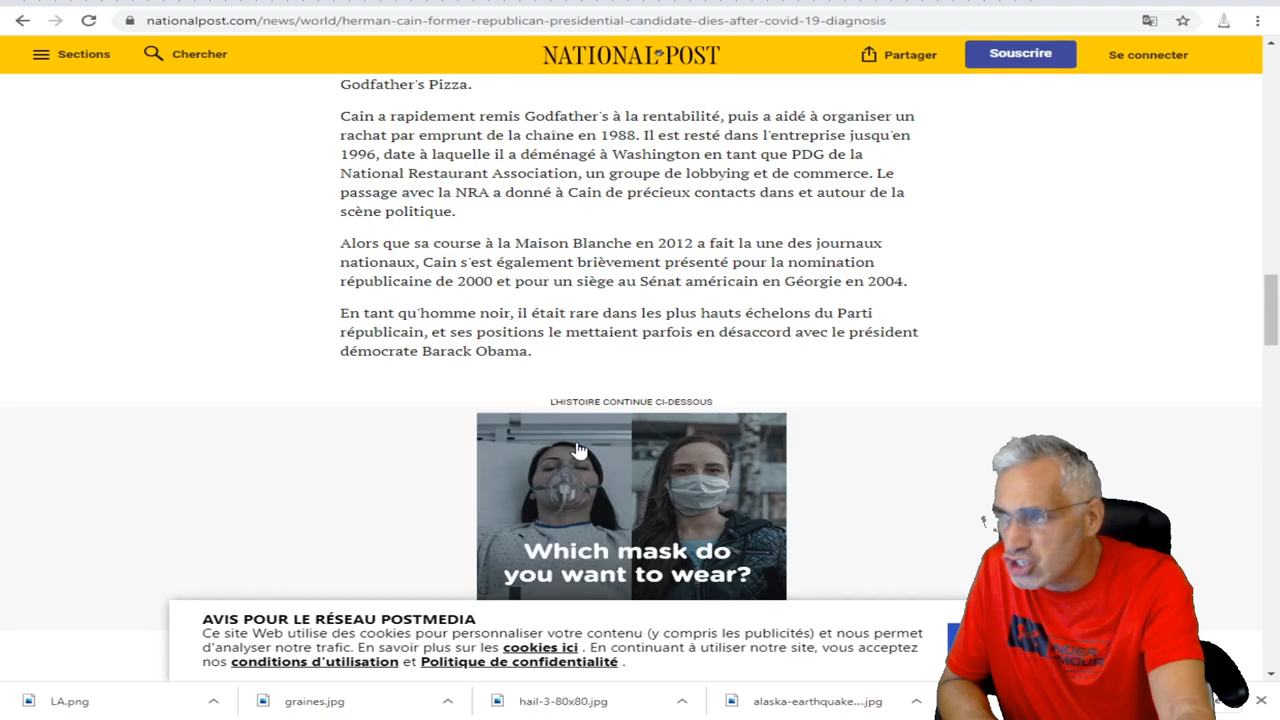 nationalpost.com/news/world/herman-cain-former-republican-presidential-candidate-dies-after-covid-19-diagnosis
Sections
Chercher
NATIONAL POST
Partager
Souscrire
Se connecter
Godfather's Pizza.
Cain a rapidement remis Godfather's à la rentabilité, puis a aidé à organiser un
rachat par emprunt de la chaîne en 1988. Il est resté dans l'entreprise jusqu'en
1996, date à laquelle il a déménagé à Washington en tant que PDG de la
National Restaurant Association, un groupe de lobbying et de commerce. Le
passage avec la NRA a donné à Cain de précieux contacts dans et autour de la
scène politique.
Alors que sa course à la Maison Blanche en 2012 a fait la une des journaux
nationaux, Cain s'est également brièvement présenté pour la nomination
républicaine de 2000 et pour un siège au Sénat américain en Géorgie en 2004.
En tant qu'homme noir, il était rare dans les plus hauts échelons du Parti
républicain, et ses positions le mettaient parfois en désaccord avec le président
démocrate Barack Obama.
L'HISTOIRE CONTINUE CI-DESSOUS
Which mask do
you want to wear?
AVIS POUR LE RÉSEAU POSTMEDIA
Ce site Web utilise des cookies pour personnaliser votre contenu (y compris les publicités) et nous permet
d'analyser notre trafic. En savoir plus sur les cookies ici . En continuant à utiliser notre site, vous acceptez
nos conditions d'utilisation et Politique de confidentialité .
LA.png
graines.jpg
hail-3-80x80.jpg
alaska-earthquake....jpg